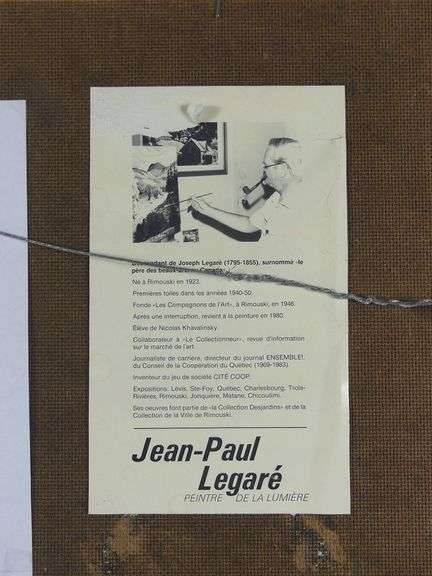 Descendant de Joseph Legaré (1795-1855), surnommé «le
père des beaux-arts au Canada».
Né à Rimouski en 1923.
Premières toiles dans les années 1940-50.
Fonde «Les Compagnons de l'Art», à Rimouski, en 1946.
Après une interruption, revient à la peinture en 1980.
Élève de Nicolas Khavalinsky.
Collaborateur à «Le Collectionneur», revue d'information
sur le marché de l'art.
Journaliste de carrière, directeur du journal ENSEMBLE!,
du Conseil de la Coopération du Québec (1969-1983).
Inventeur du jeu de société CITÉ COOP.
Expositions: Lévis, Ste-Foy, Québec, Charlesbourg, Trois-
Rivières, Rimouski, Jonquière, Matane, Chicoutimi.
Ses oeuvres font partie de «la Collection Desjardins» et de la
Collection de la Ville de Rimouski.
Jean-Paul
Legaré
PEINTRE DE LA LUMIÈRE